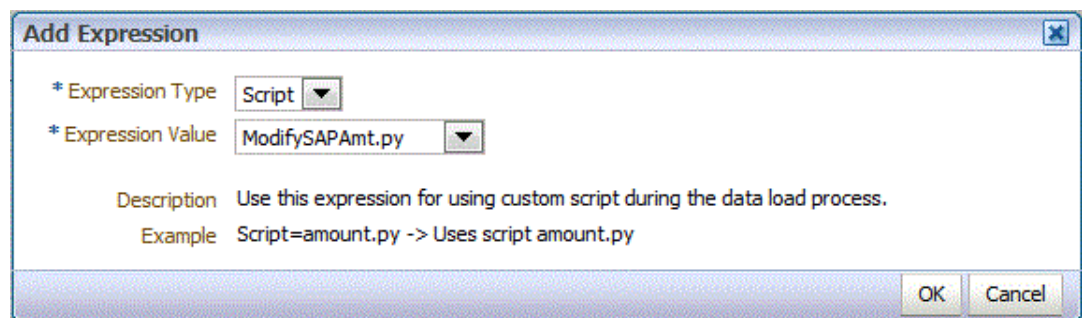 Add Expression
* Expression Type Script
* Expression Value ModifySAPAmt.py
Description Use this expression for using custom script during the data load process.
Example Script=amount.py -> Uses script amount.py
OK Cancel